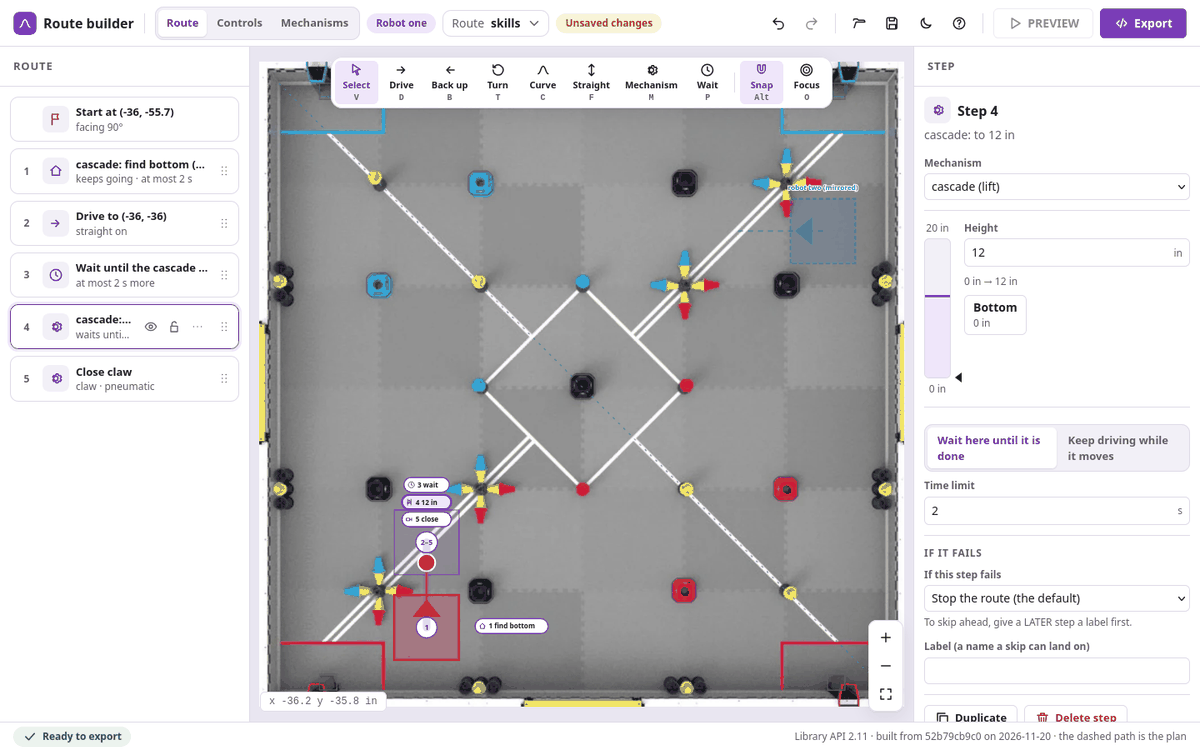 Route builder
Route
Controls
Mechanisms
Robot one
Route skills
Unsaved changes
PREVIEW
Export
ROUTE
Start at (-36, -55.7)
facing 90°
1
cascade: find bottom (...
keeps going · at most 2 s
2
Drive to (-36, -36)
straight on
3
Wait until the cascade ...
at most 2 s more
4
cascade:...
waits unti...
5
Close claw
claw · pneumatic
Select
V
Drive
D
Back up
B
Turn
T
Curve
C
Straight
F
Mechanism
M
Wait
P
Snap
Alt
Focus
O
robot two (mirrored)
3 wait
4 12 in
5 close
2–5
1
1 find bottom
x -36.2 y -35.8 in
STEP
Step 4
cascade: to 12 in
Mechanism
cascade (lift)
20 in
0 in
Height
12
in
0 in → 12 in
Bottom
0 in
Wait here until it is
done
Keep driving while
it moves
Time limit
2
s
IF IT FAILS
If this step fails
Stop the route (the default)
To skip ahead, give a LATER step a label first.
Label (a name a skip can land on)
Duplicate
Delete step
Ready to export
Library API 2.11 · built from 52b79cb9c0 on 2026-11-20 · the dashed path is the plan